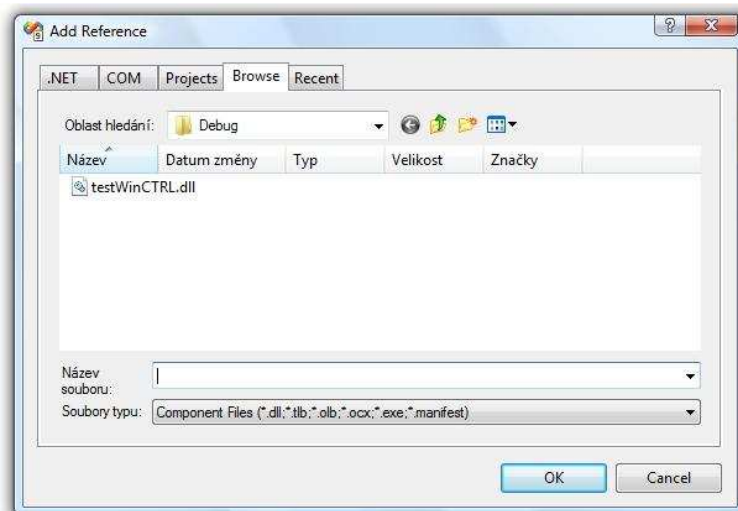 Add Reference
.NET COM Projects Browse Recent
Oblast hledání: Debug
Název Datum změny Typ Velikost Značky
testWinCTRL.dll
Název
souboru:
Soubory typu: Component Files (*.dll;*.tlb;*.olb;*.ocx;*.exe;*.manifest)
OK Cancel